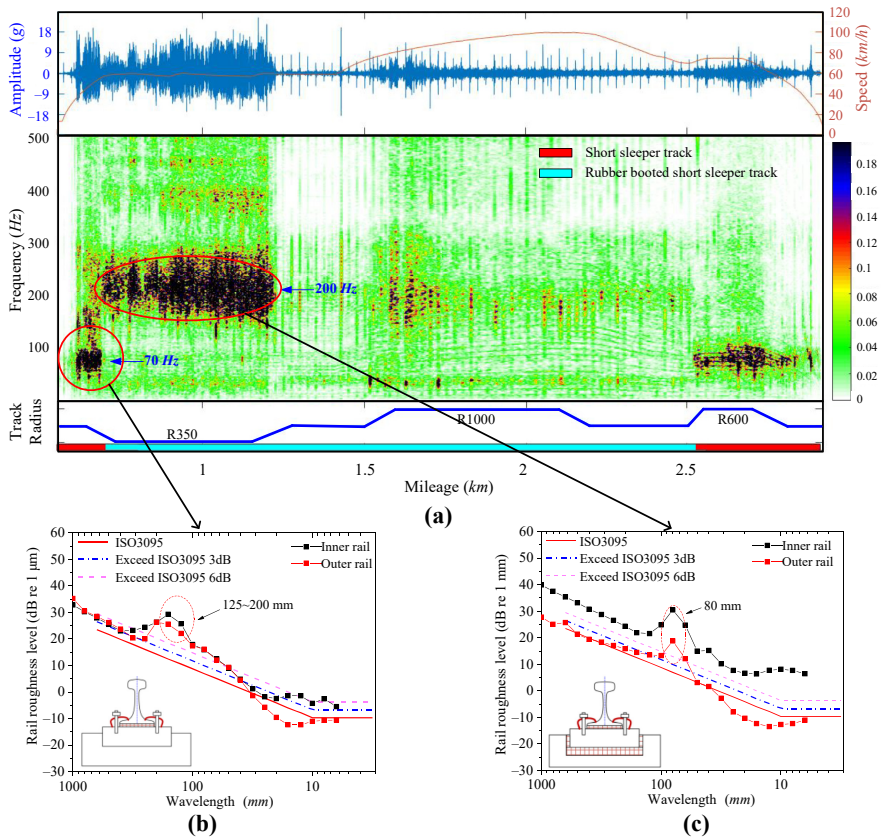 Amplitude (g)
18
9
0
−9
−18
120
100
80
60
40
20
0
Speed (km/h)
Frequency (Hz)
500
400
300
200
100
Short sleeper track
Rubber booted short sleeper track
200 Hz
70 Hz
0.18
0.16
0.14
0.12
0.10
0.08
0.06
0.04
0.02
0
Track
Radius
R350
R1000
R600
1
1.5
2
2.5
Mileage (km)
(a)
Rail roughness level (dB re 1 μm)
60
50
40
30
20
10
0
−10
−20
−30
ISO3095
Exceed ISO3095 3dB
Exceed ISO3095 6dB
Inner rail
Outer rail
125~200 mm
1000
100
10
Wavelength (mm)
(b)
Rail roughness level (dB re 1 mm)
60
50
40
30
20
10
0
−10
−20
−30
ISO3095
Exceed ISO3095 3dB
Exceed ISO3095 6dB
Inner rail
Outer rail
80 mm
1000
100
10
Wavelength (mm)
(c)